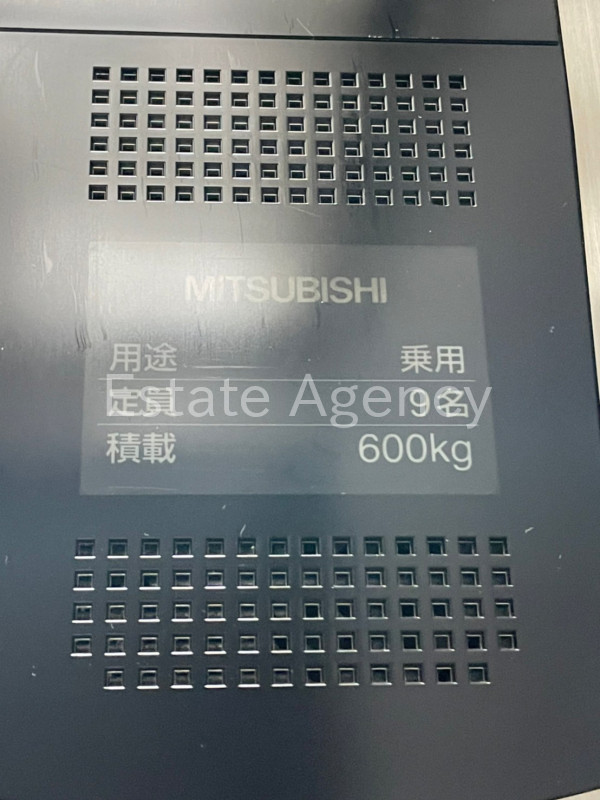 MITSUBISHI
用途 乗用
定員 9名
Estate Agency
積載 600kg